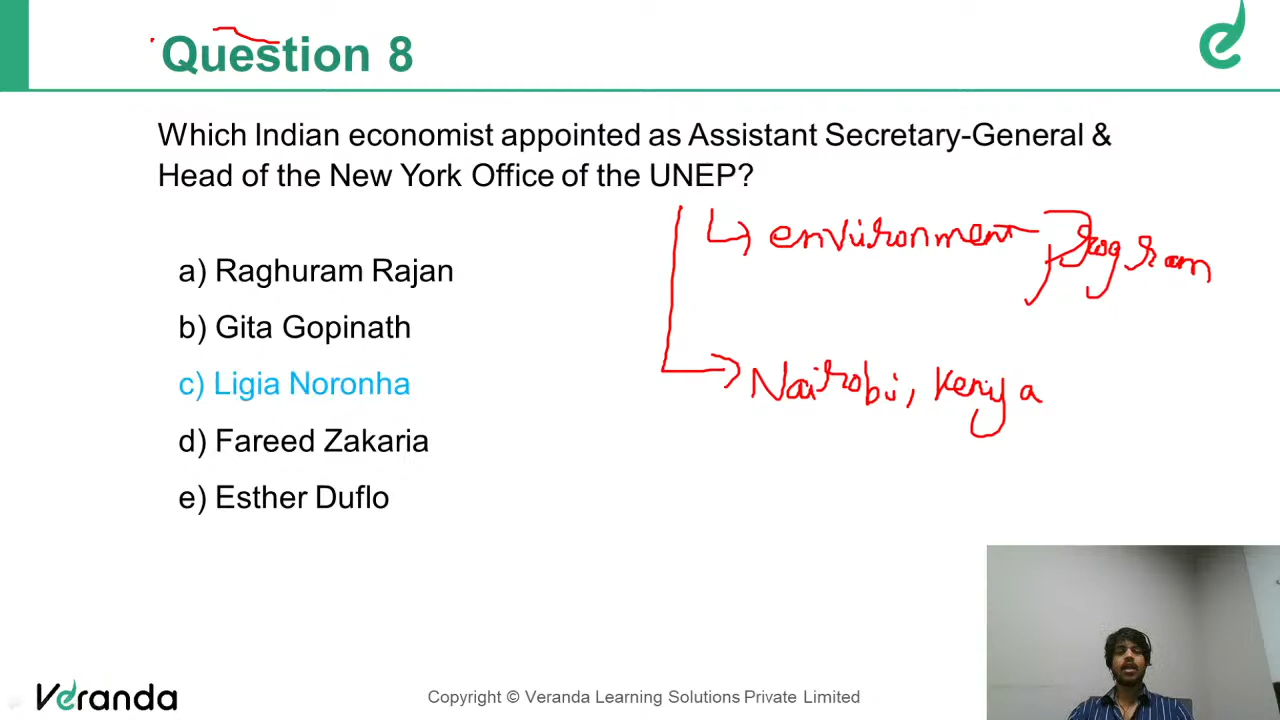 Question 8
Which Indian economist appointed as Assistant Secretary-General &
Head of the New York Office of the UNEP?
environment Program
a) Raghuram Rajan
b) Gita Gopinath
c) Ligia Noronha
Nairobi, Kenya
d) Fareed Zakaria
e) Esther Duflo
Veranda
Copyright © Veranda Learning Solutions Private Limited